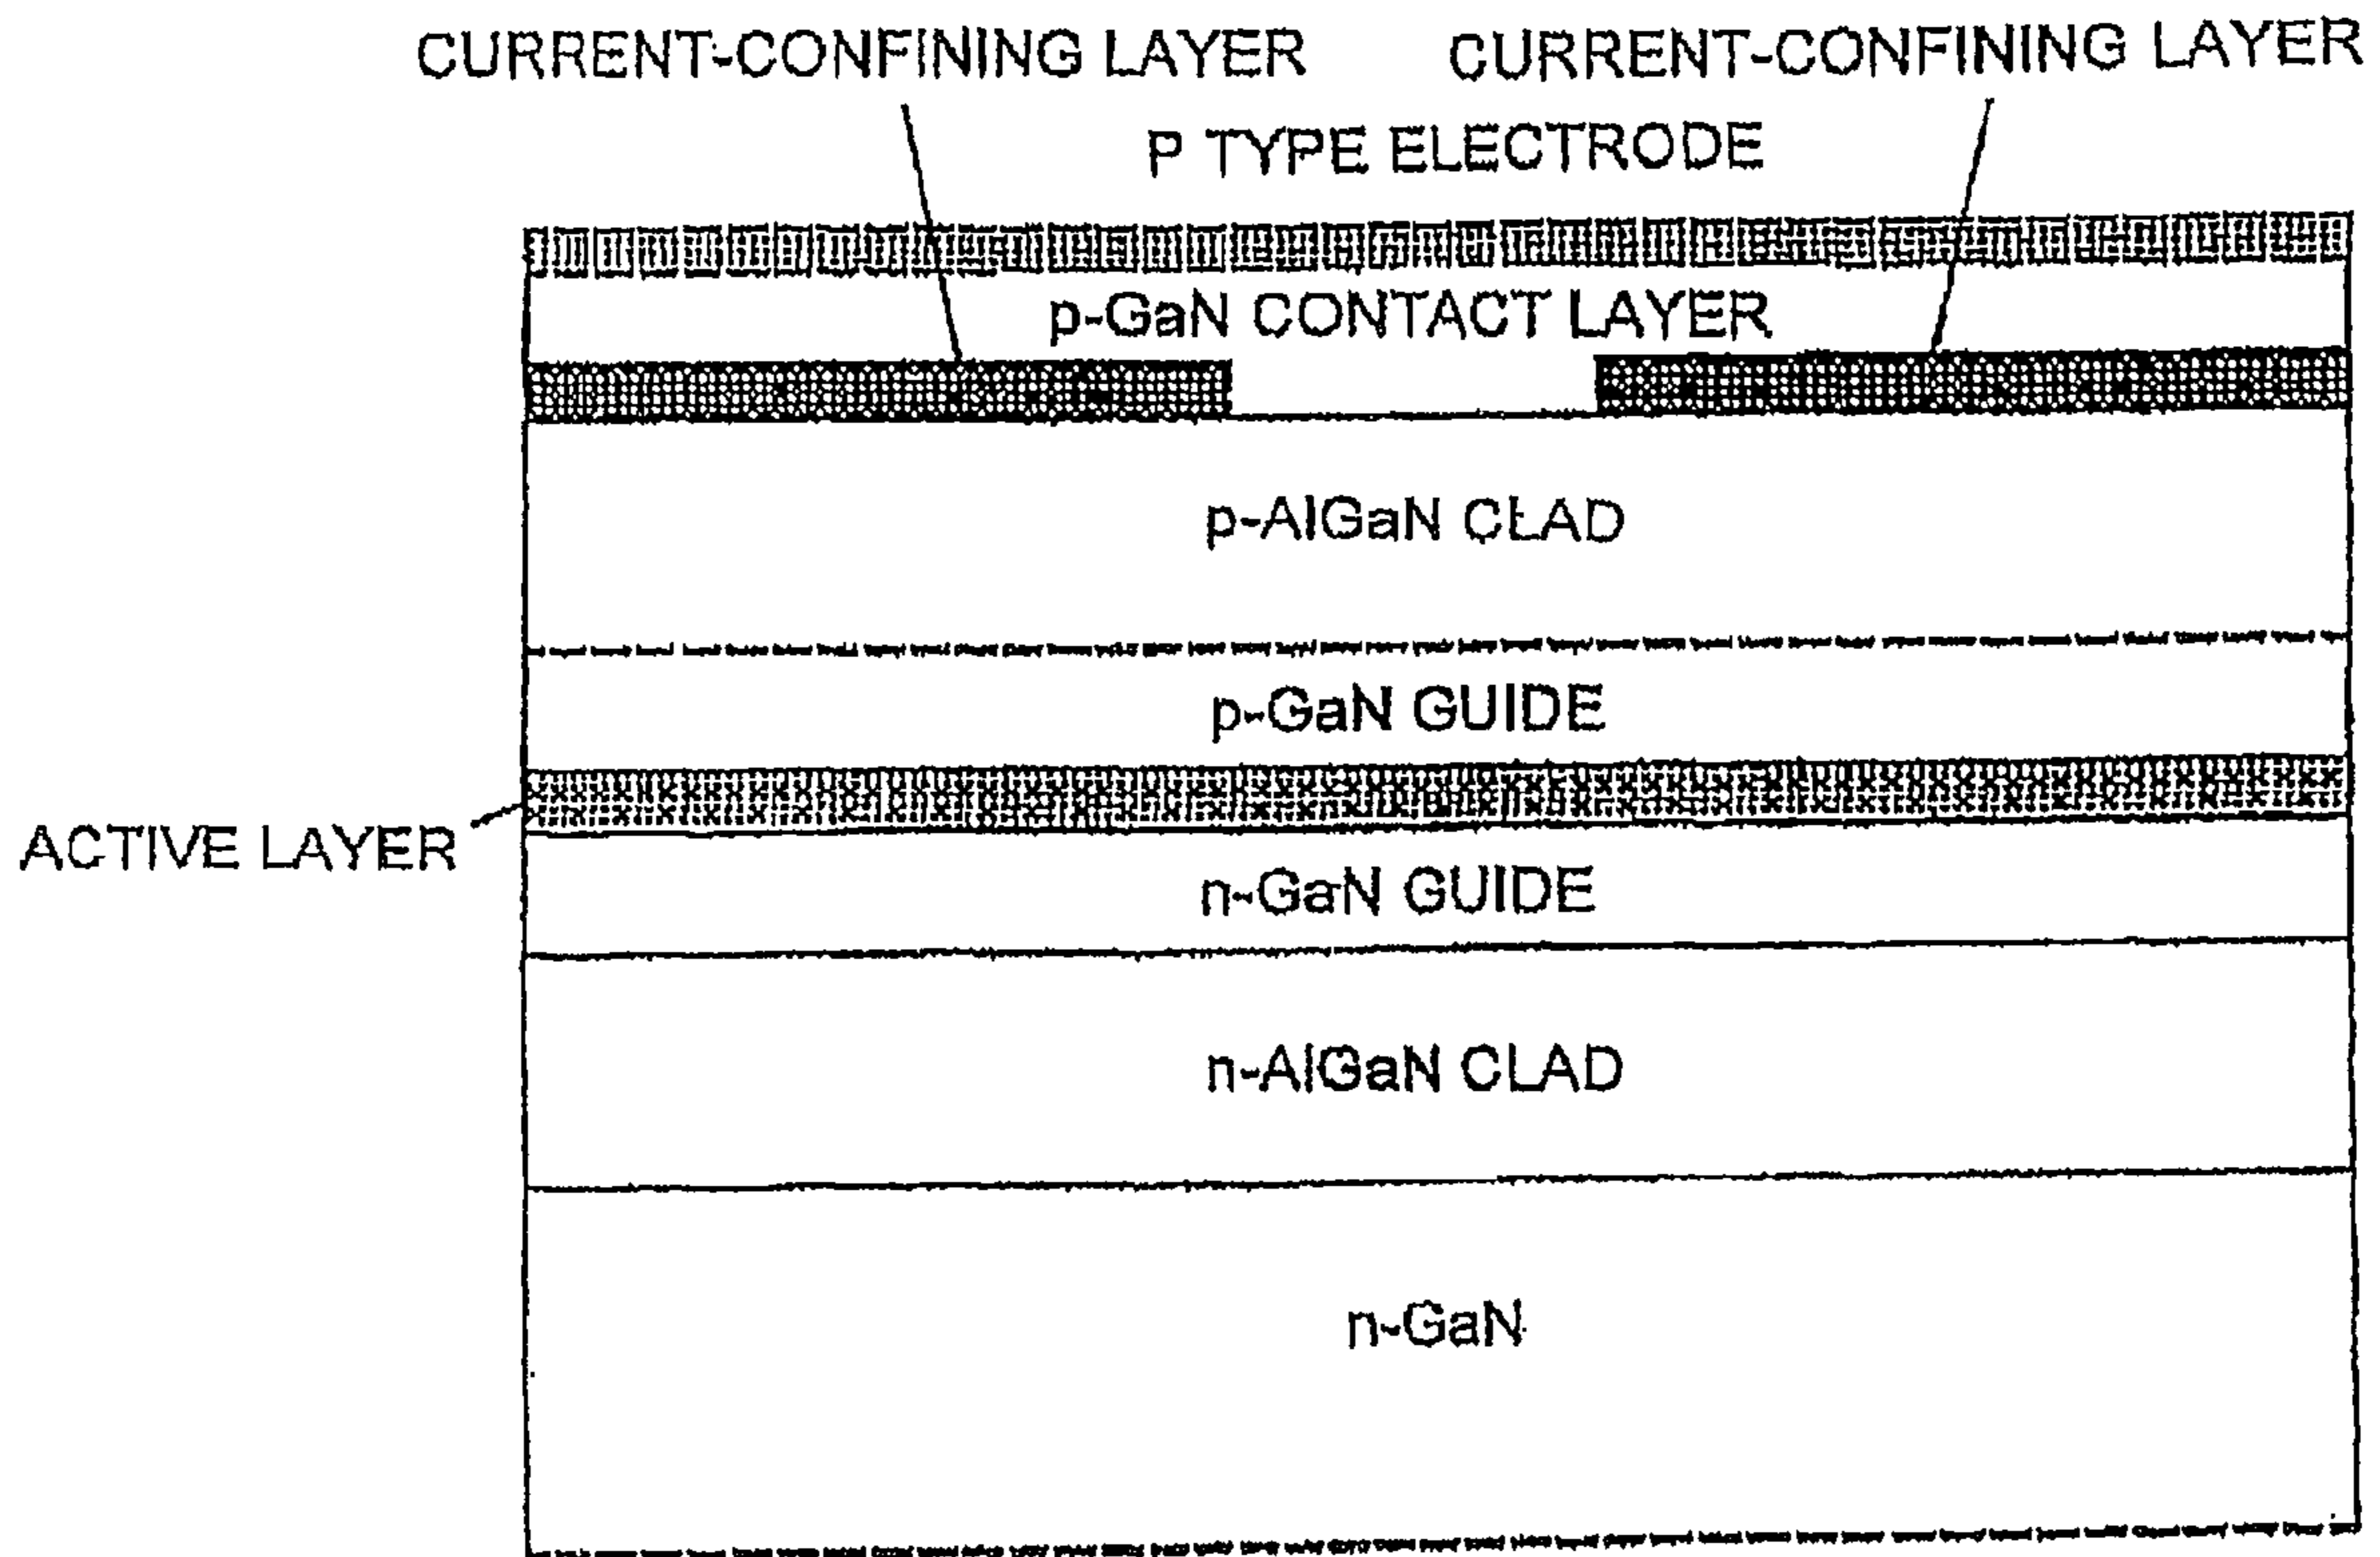 CURRENT-CONFINING LAYER CURRENT-CONFINING LAYER
P TYPE ELECTRODE
p-GaN CONTACT LAYER
p-AlGaN CLAD
p-GaN GUIDE
ACTIVE LAYER
n-GaN GUIDE
n-AlGaN CLAD
n-GaN